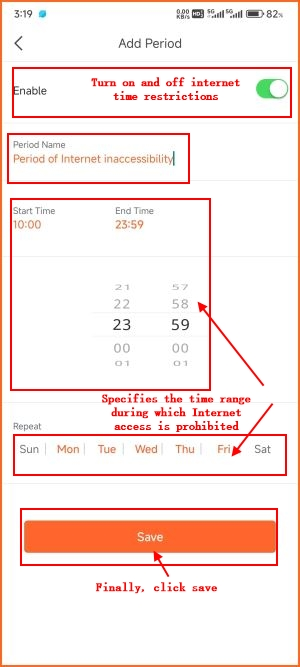 3:19 0.00 KB/s HD 5G 5G 82%
Add Period
Enable
Turn on and off internet
time restrictions
Period Name
Period of Internet inaccessibility
Start Time End Time
10:00 23:59
21 57
22 58
23 59
00 00
01 01
Specifies the time range
during which Internet
access is prohibited
Repeat
Sun Mon Tue Wed Thu Fri Sat
Save
Finally, click save